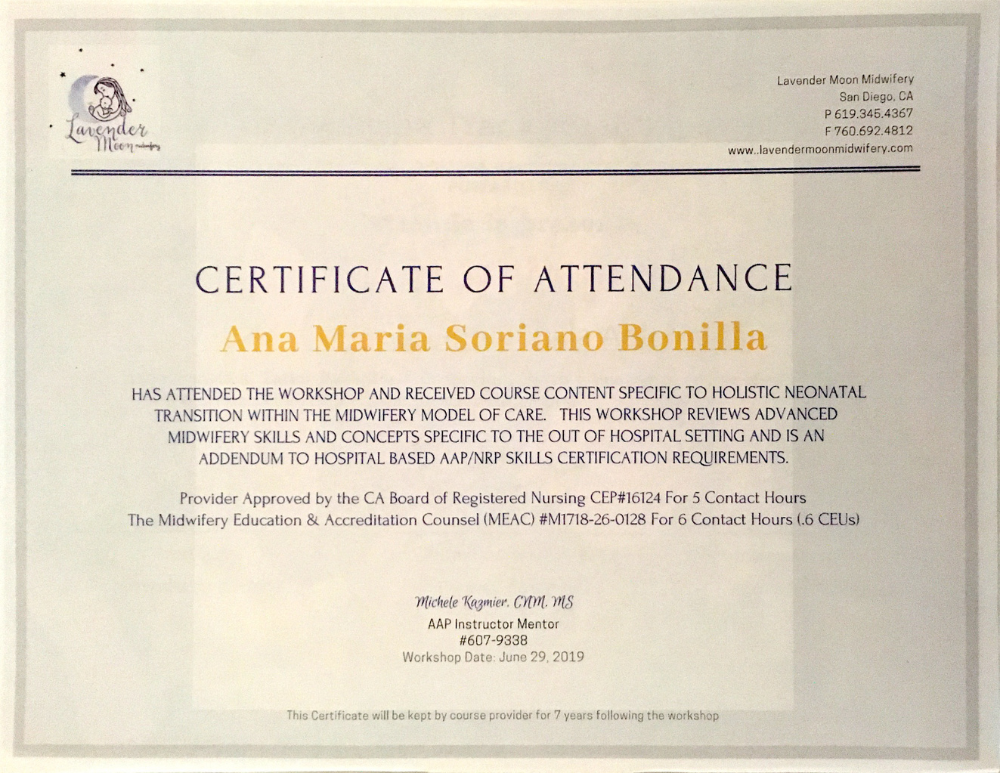 Lavender
Moon
Lavender Moon Midwifery
San Diego, CA
P 619.345.4367
F 760.692.4812
www..lavendermoonmidwifery.com
CERTIFICATE OF ATTENDANCE
Ana Maria Soriano Bonilla
HAS ATTENDED THE WORKSHOP AND RECEIVED COURSE CONTENT SPECIFIC TO HOLISTIC NEONATAL
TRANSITION WITHIN THE MIDWIFERY MODEL OF CARE. THIS WORKSHOP REVIEWS ADVANCED
MIDWIFERY SKILLS AND CONCEPTS SPECIFIC TO THE OUT OF HOSPITAL SETTING AND IS AN
ADDENDUM TO HOSPITAL BASED AAP/NRP SKILLS CERTIFICATION REQUIREMENTS.
Provider Approved by the CA Board of Registered Nursing CEP#16124 For 5 Contact Hours
The Midwifery Education & Accreditation Counsel (MEAC) #M1718-26-0128 For 6 Contact Hours (.6 CEUs)
Michele Kazmier, CNM, MS
AAP Instructor Mentor
#607-9338
Workshop Date: June 29, 2019
This Certificate will be kept by course provider for 7 years following the workshop